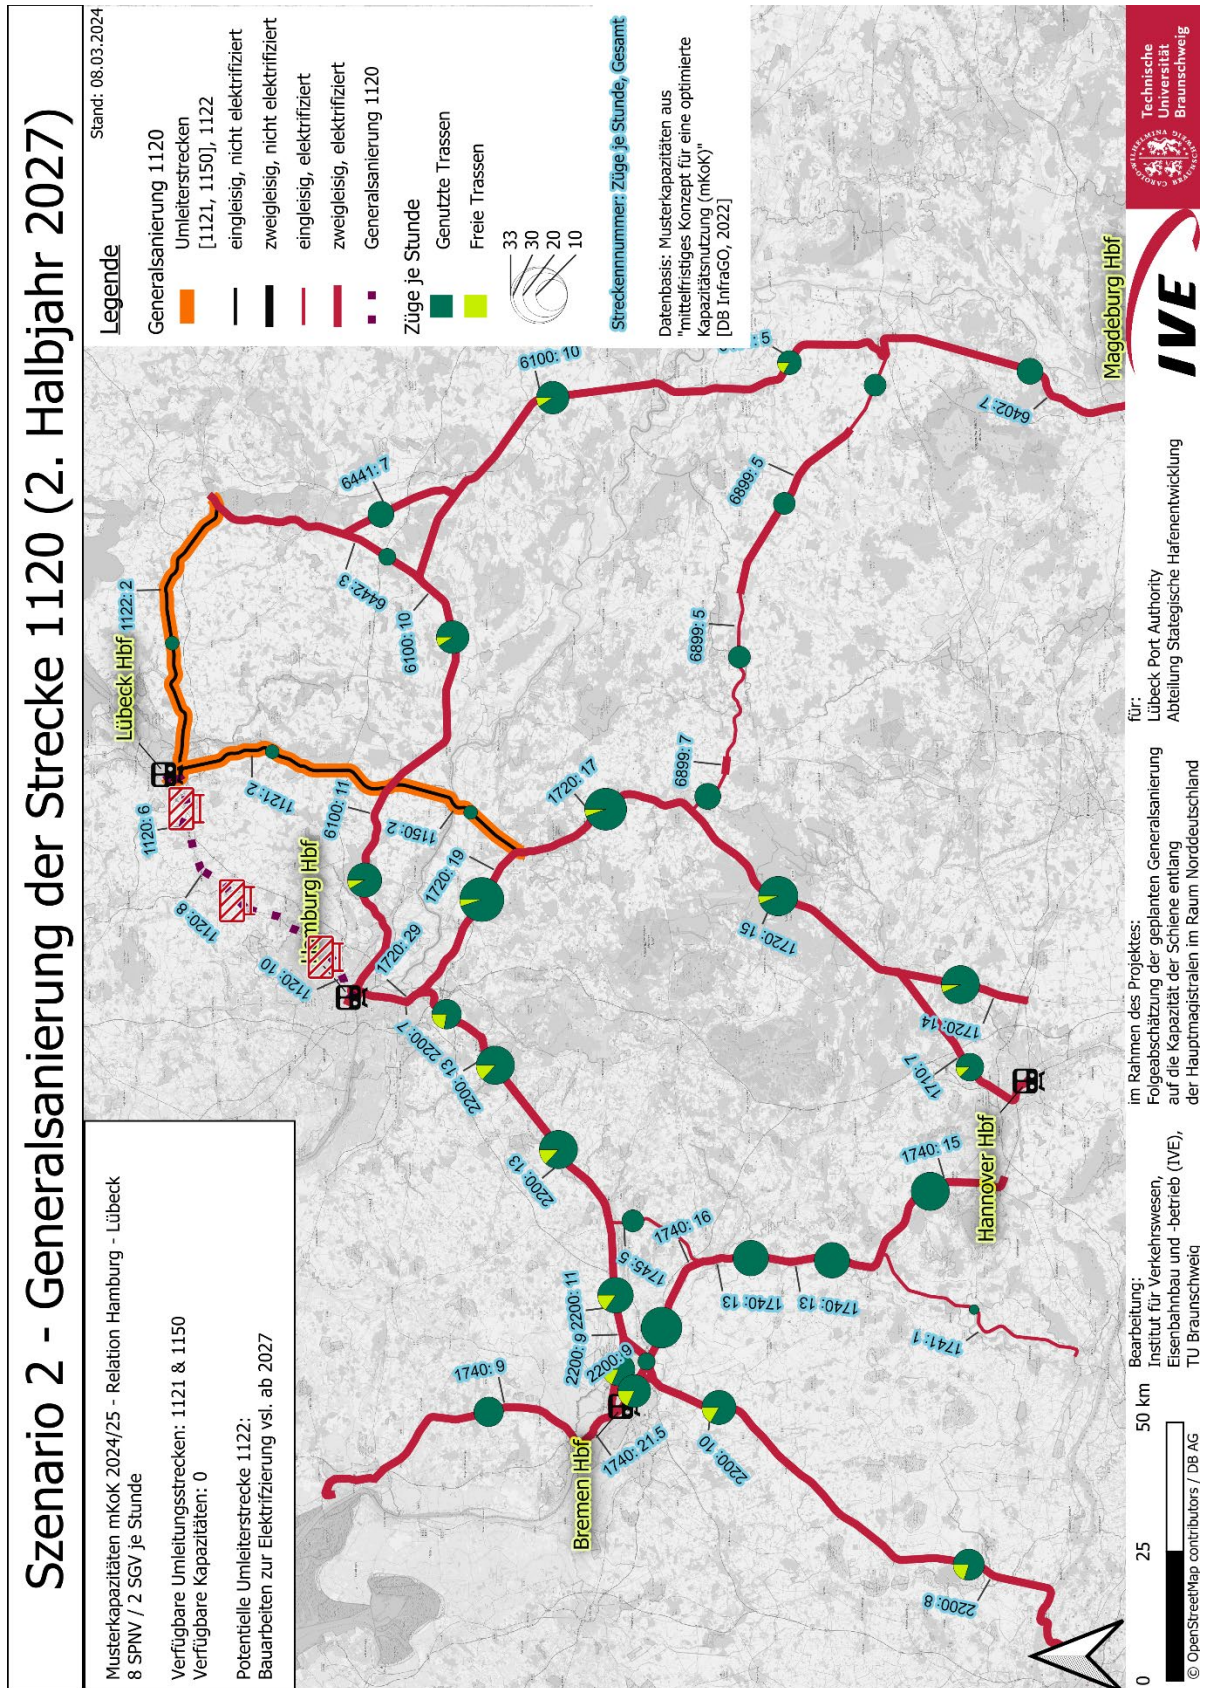 Szenario 2 - Generalsanierung der Strecke 1120 (2. Halbjahr 2027)
Musterkapazitäten mKoK 2024/25 - Relation Hamburg - Lübeck
8 SPNV / 2 SGV je Stunde
Verfügbare Umleitungsstrecken: 1121 & 1150
Verfügbare Kapazitäten: 0
Potentielle Umleiterstrecke 1122:
Bauarbeiten zur Elektrifizierung vsl. ab 2027
Stand: 08.03.2024
Legende
Generalsanierung 1120
Umleiterstrecken
[1121, 1150], 1122
eingleisig, nicht elektrifiziert
zweigleisig, nicht elektrifiziert
eingleisig, elektrifiziert
zweigleisig, elektrifiziert
Generalsanierung 1120
Züge je Stunde
Genutzte Trassen
Freie Trassen
33
30
20
10
Streckennnummer: Züge je Stunde, Gesamt
Datenbasis: Musterkapazitäten aus
"mittelfristiges Konzept für eine optimierte
Kapazitätsnutzung (mKoK)"
[DB InfraGO, 2022]
Lübeck Hbf
1122: 2
1120: 6
1121: 2
1120: 8
Hamburg Hbf
1120: 10
6100: 11
1150: 2
1720: 29
1720: 19
2200: 7
2200: 13
2200: 13
6441: 7
6442: 3
6100: 10
6100: 10
: 5
1720: 17
6899: 7
6899: 5
6899: 5
6402: 7
Magdeburg Hbf
1720: 15
1720: 14
1710: 7
Hannover Hbf
1740: 15
1740: 16
1745: 5
1740: 13
1740: 13
1741: 1
2200: 11
2200: 9
2200: 9
1740: 9
Bremen Hbf
1740: 21.5
2200: 10
2200: 8
0
25
50 km
© OpenStreetMap contributors / DB AG
Bearbeitung:
Institut für Verkehrswesen,
Eisenbahnbau und -betrieb (IVE),
TU Braunschweig
im Rahmen des Projektes:
Folgeabschätzung der geplanten Generalsanierung
auf die Kapazität der Schiene entlang
der Hauptmagistralen im Raum Norddeutschland
für:
Lübeck Port Authority
Abteilung Stategische Hafenentwicklung
IVE
Technische
Universität
Braunschweig